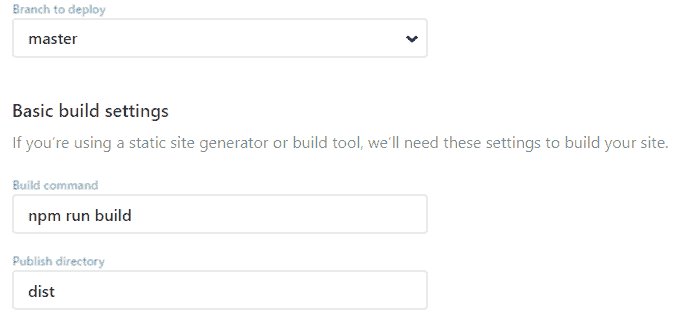 Branch to deploy
master
Basic build settings
If you're using a static site generator or build tool, we'll need these settings to build your site.
Build command
npm run build
Publish directory
dist